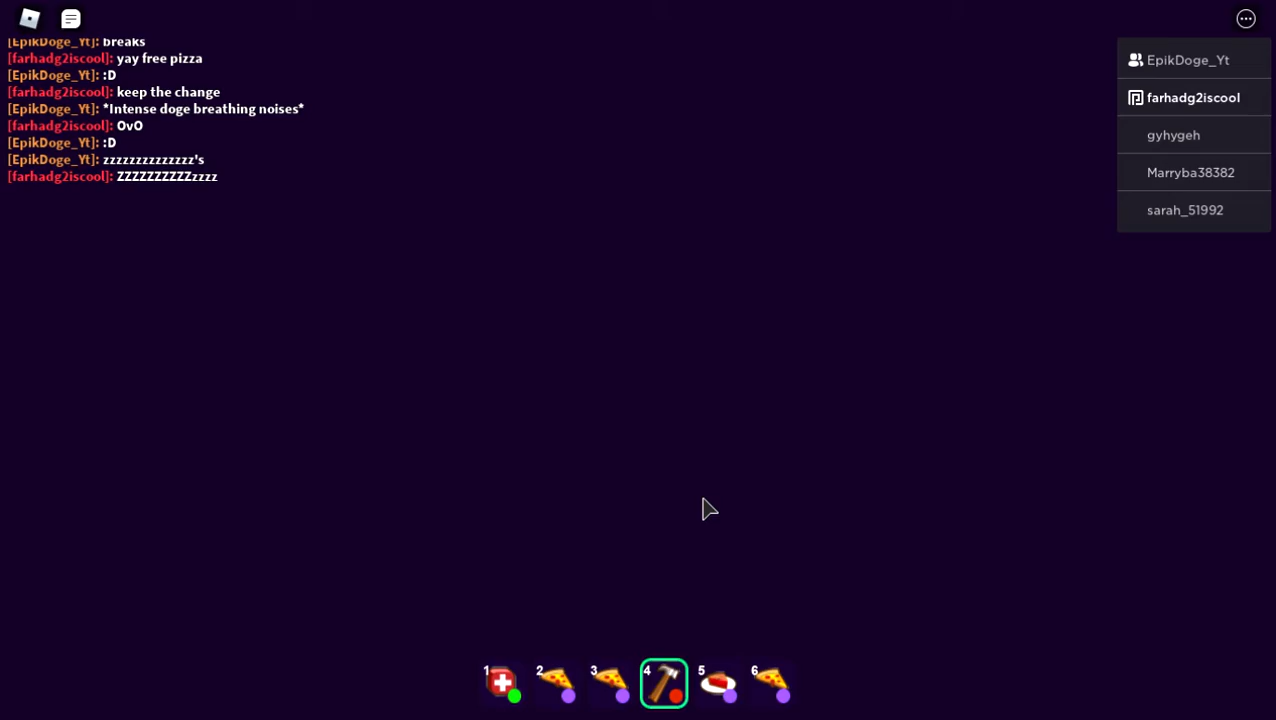 [EpikDoge_Yt]: breaks
[farhadg2iscool]: yay free pizza
[EpikDoge_Yt]: :D
[farhadg2iscool]: keep the change
[EpikDoge_Yt]: *Intense doge breathing noises*
[farhadg2iscool]: OvO
[EpikDoge_Yt]: :D
[EpikDoge_Yt]: zzzzzzzzzzzzzz's
[farhadg2iscool]: ZZZZZZZZZZzzzz
EpikDoge_Yt
farhadg2iscool
gyhygeh
Marryba38382
sarah_51992
1 2 3 4 5 6